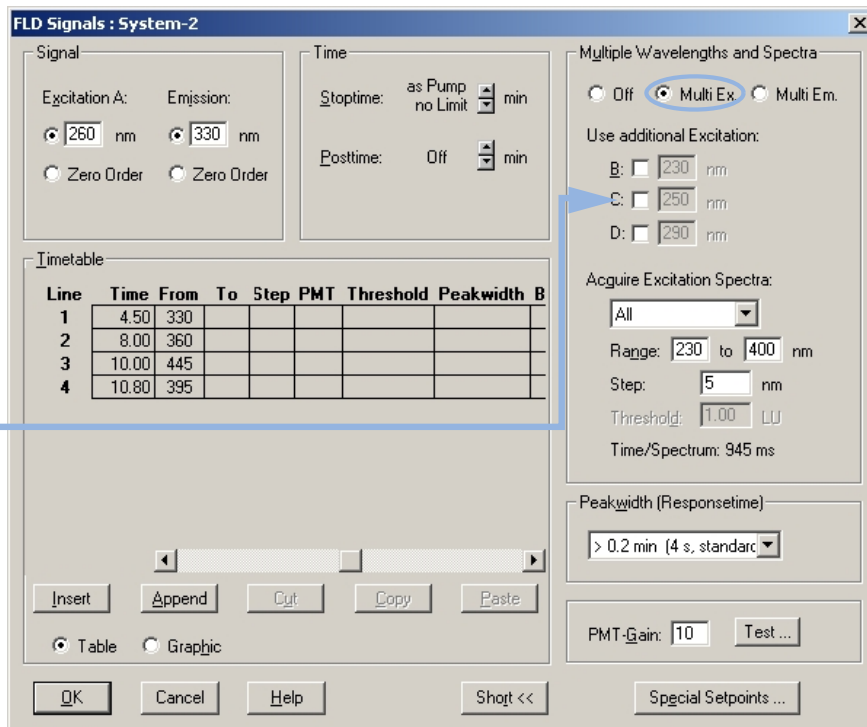 FLD Signals : System-2
Signal
Excitation A: Emission:
260 nm 330 nm
Zero Order Zero Order
Time
Stoptime: as Pump no Limit min
Posttime: Off min
Multiple Wavelengths and Spectra
Off Multi Ex. Multi Em.
Use additional Excitation:
B: 230 nm
C: 250 nm
D: 290 nm
Acquire Excitation Spectra:
All
Range: 230 to 400 nm
Step: 5 nm
Threshold: 1.00 LU
Time/Spectrum: 945 ms
Timetable
Line Time From To Step PMT Threshold Peakwidth B
1 4.50 330
2 8.00 360
3 10.00 445
4 10.80 395
Insert Append Cut Copy Paste
Table Graphic
Peakwidth (Responsetime)
> 0.2 min (4 s, standarc
PMT-Gain: 10 Test ...
OK Cancel Help Short << Special Setpoints ...